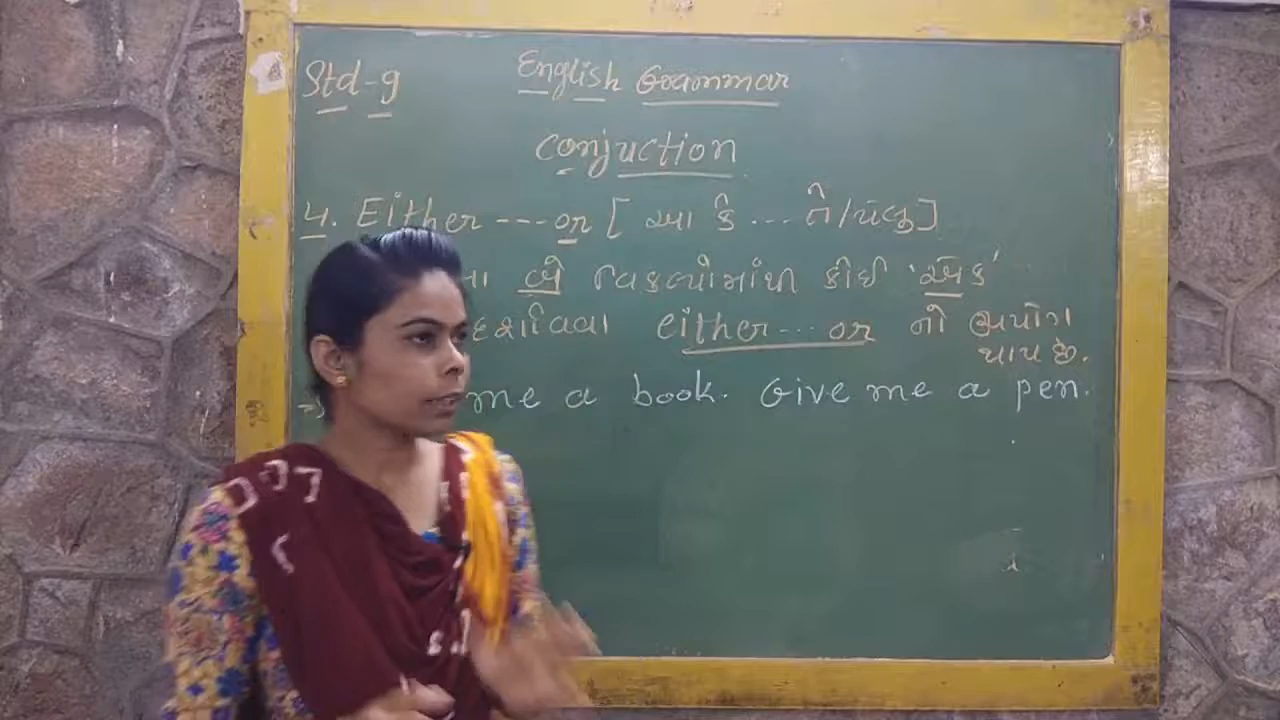 Std-9 English Grammar
Conjuction
4. Either ---- or [ આ કે ... તે/પેલું ]
બે વિકલ્પોમાંથી કોઈ 'એક'
દર્શાવવા either ... or નો ઉપયોગ
થાય છે.
→ me a book. Give me a pen.